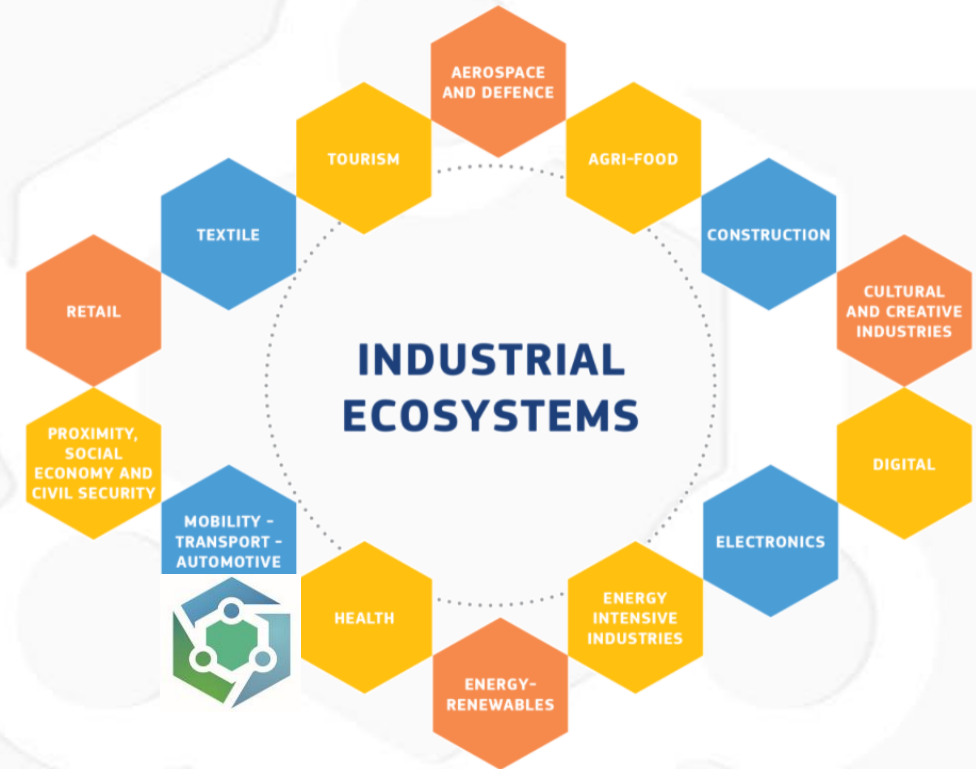 AEROSPACE
AND DEFENCE
TOURISM
AGRI-FOOD
TEXTILE
CONSTRUCTION
RETAIL
CULTURAL
AND CREATIVE
INDUSTRIES
INDUSTRIAL
ECOSYSTEMS
PROXIMITY,
SOCIAL
ECONOMY AND
CIVIL SECURITY
DIGITAL
MOBILITY -
TRANSPORT -
AUTOMOTIVE
ELECTRONICS
HEALTH
ENERGY
INTENSIVE
INDUSTRIES
ENERGY-
RENEWABLES